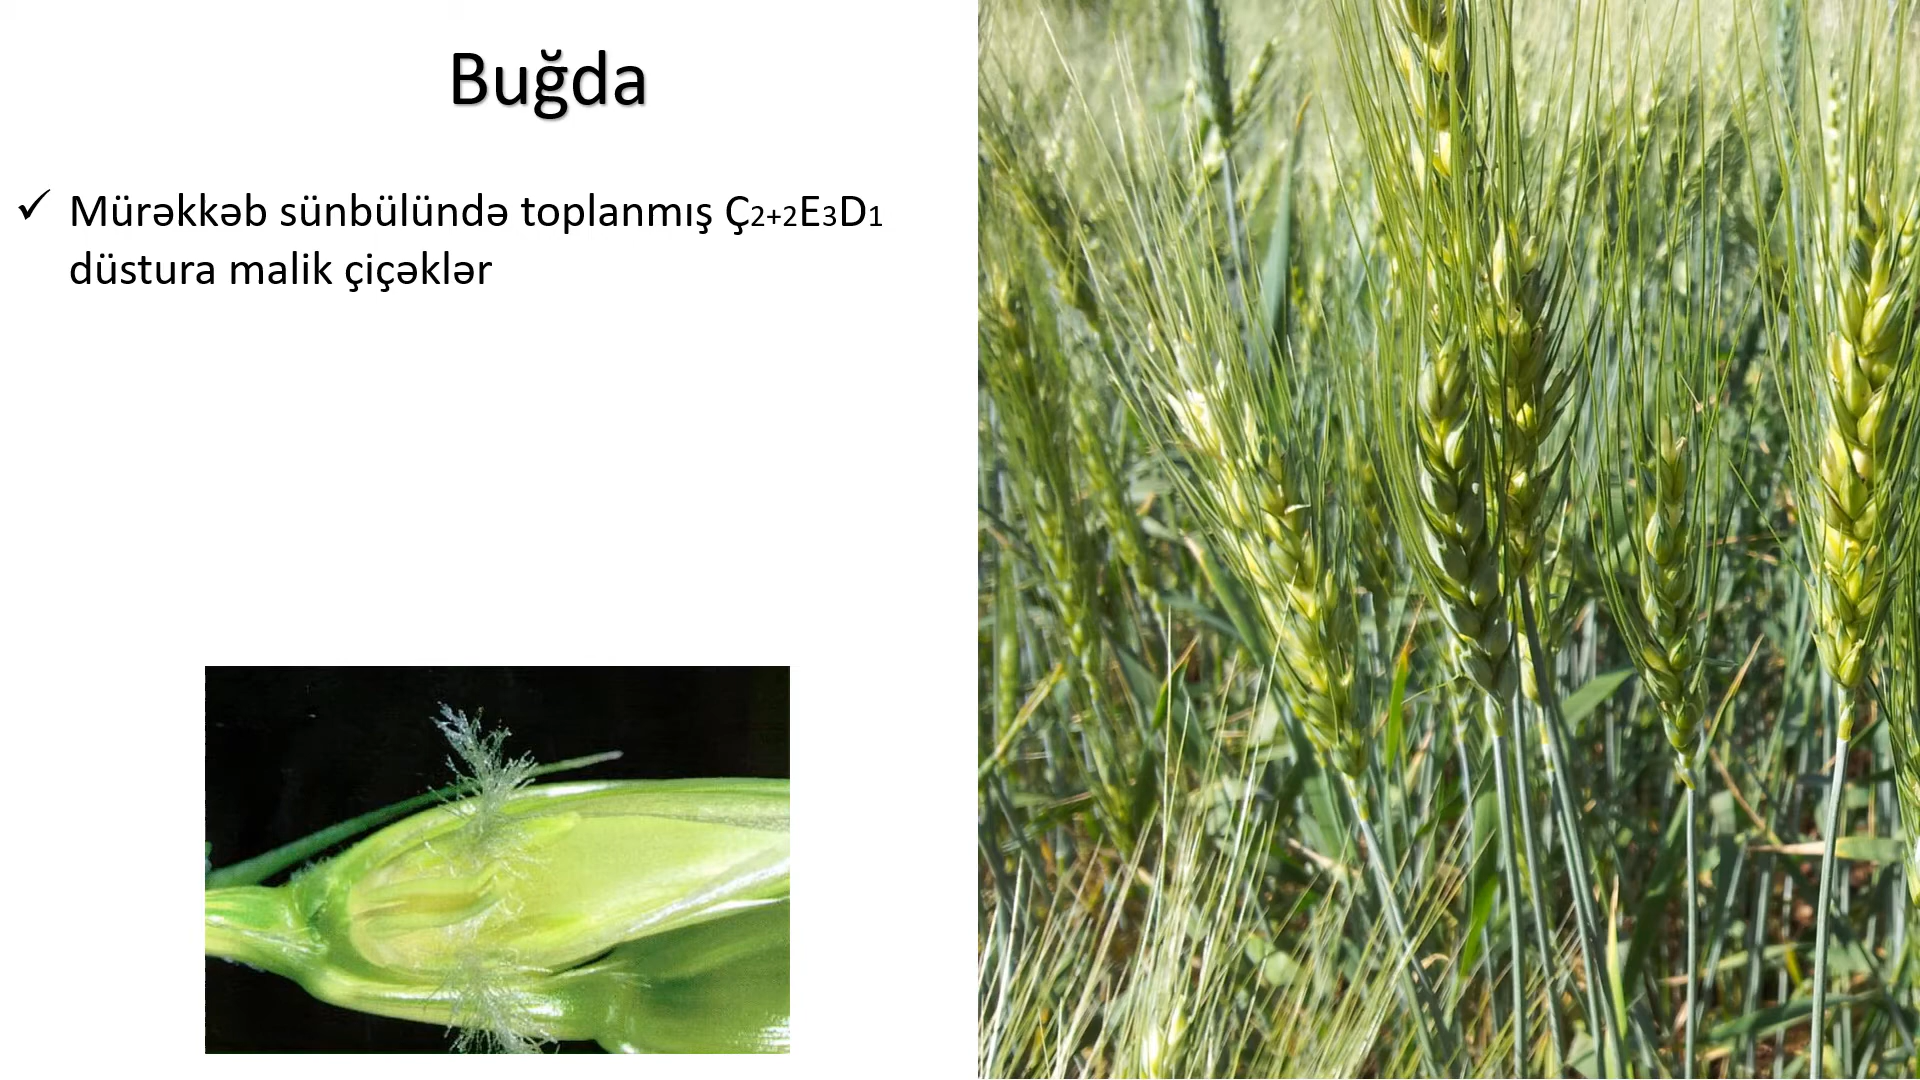 Buğda
✓ Mürəkkəb sünbülündə toplanmış Ç2+2E3D1
düstura malik çiçəklər